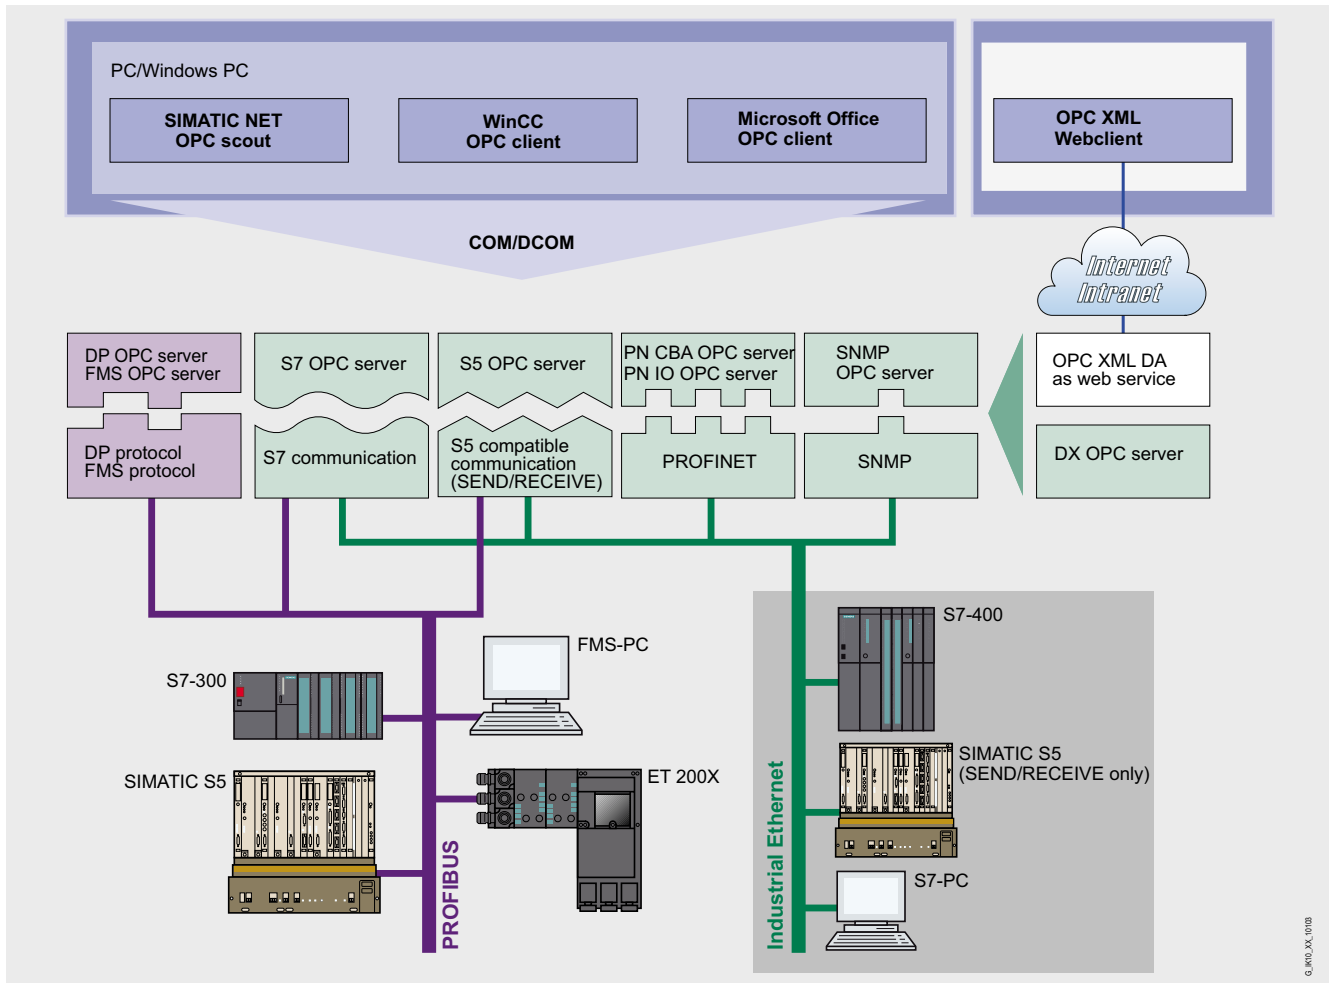 PC/Windows PC
SIMATIC NET
OPC scout
WinCC
OPC client
Microsoft Office
OPC client
OPC XML
Webclient
COM/DCOM
Internet
Intranet
DP OPC server
FMS OPC server
S7 OPC server
S5 OPC server
PN CBA OPC server
PN IO OPC server
SNMP
OPC server
OPC XML DA
as web service
DP protocol
FMS protocol
S7 communication
S5 compatible
communication
(SEND/RECEIVE)
PROFINET
SNMP
DX OPC server
S7-400
FMS-PC
S7-300
SIMATIC S5
(SEND/RECEIVE only)
SIMATIC S5
ET 200X
S7-PC
PROFIBUS
Industrial Ethernet
G_IK10_XX_10103